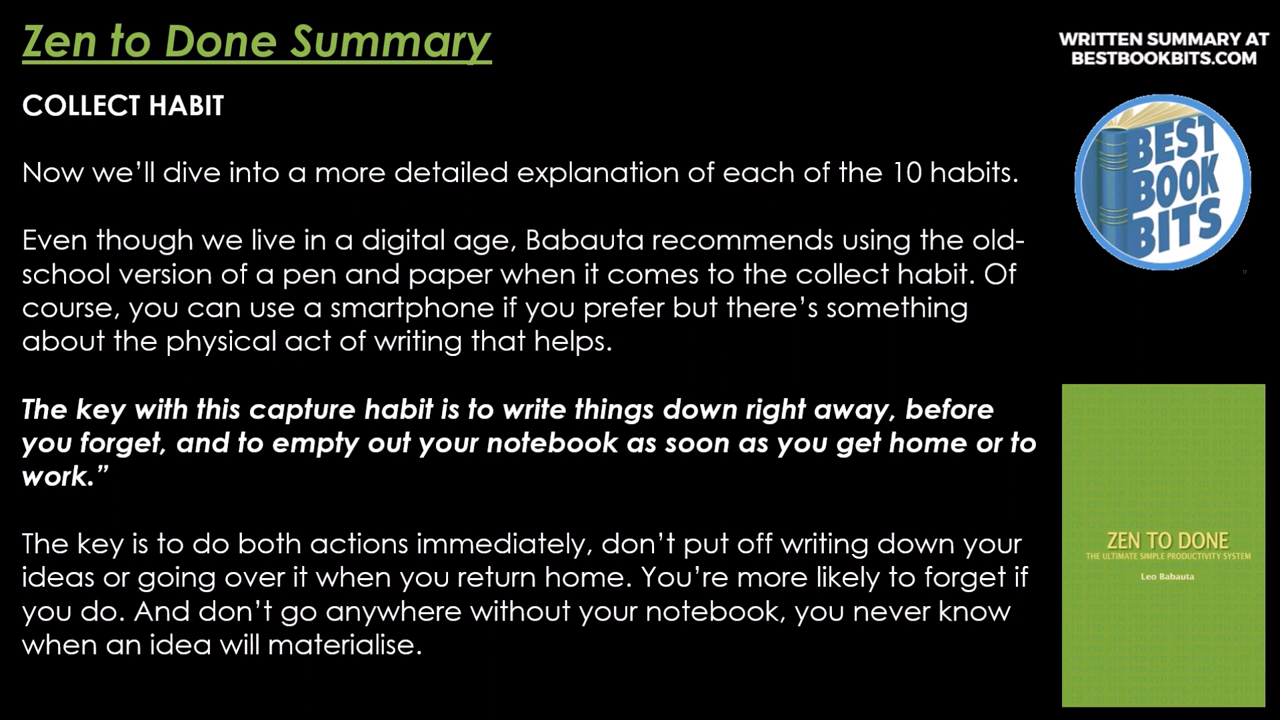 Zen to Done Summary
WRITTEN SUMMARY AT
BESTBOOKBITS.COM
COLLECT HABIT
BEST
BOOK
BITS
Now we’ll dive into a more detailed explanation of each of the 10 habits.
Even though we live in a digital age, Babauta recommends using the old-
school version of a pen and paper when it comes to the collect habit. Of
course, you can use a smartphone if you prefer but there’s something
about the physical act of writing that helps.
The key with this capture habit is to write things down right away, before
you forget, and to empty out your notebook as soon as you get home or to
work.”
The key is to do both actions immediately, don’t put off writing down your
ideas or going over it when you return home. You’re more likely to forget if
you do. And don’t go anywhere without your notebook, you never know
when an idea will materialise.
ZEN TO DONE
THE ULTIMATE SIMPLE PRODUCTIVITY SYSTEM
Leo Babauta